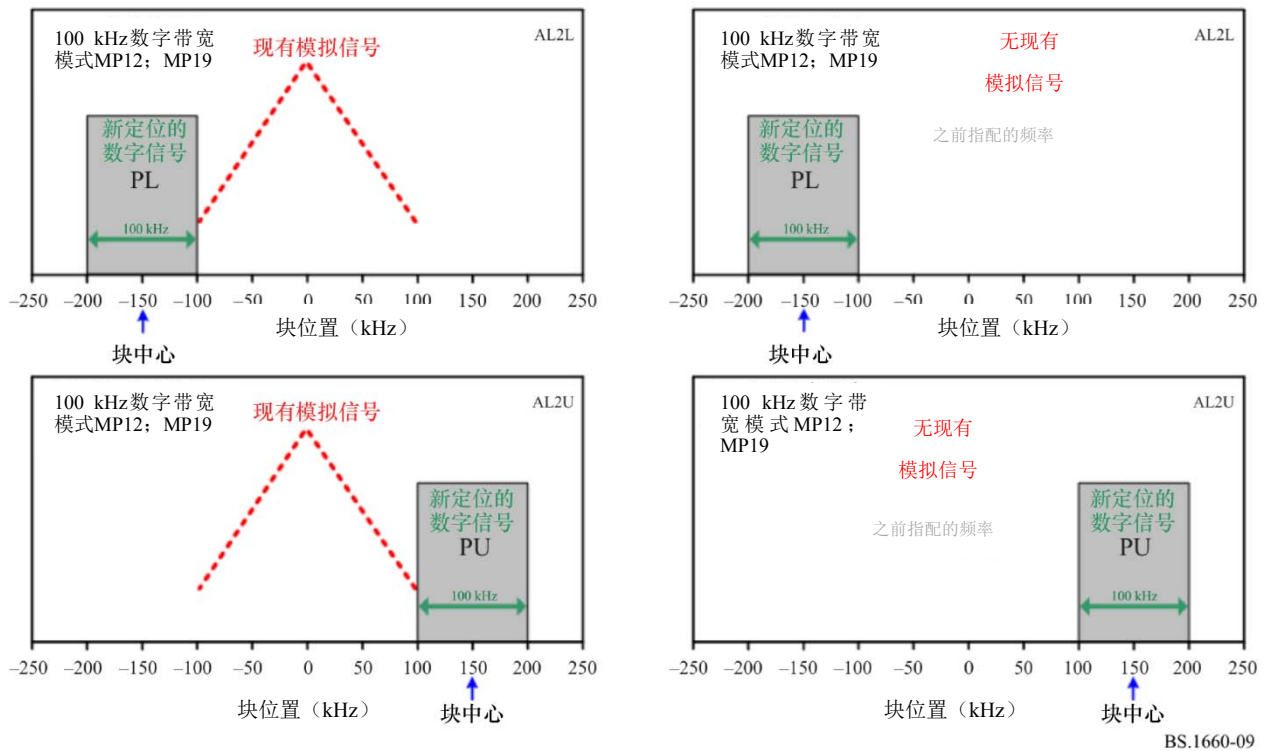 100 kHz数字带宽
模式MP12；MP19
现有模拟信号
AL2L
新定位的
数字信号
PL
100 kHz
–250 –200 –150 –100 –50 0 50 100 150 200 250
块位置（kHz）
块中心
100 kHz数字带宽
模式MP12；MP19
无现有
模拟信号
AL2L
之前指配的频率
新定位的
数字信号
PL
100 kHz
–250 –200 –150 –100 –50 0 50 100 150 200 250
块位置（kHz）
块中心
100 kHz数字带宽
模式MP12；MP19
现有模拟信号
AL2U
新定位的
数字信号
PU
100 kHz
–250 –200 –150 –100 –50 0 50 100 150 200 250
块位置（kHz）
块中心
100 kHz数字带
宽模式MP12；
MP19
无现有
模拟信号
AL2U
之前指配的频率
新定位的
数字信号
PU
100 kHz
–250 –200 –150 –100 –50 0 50 100 150 200 250
块位置（kHz）
块中心
BS.1660-09